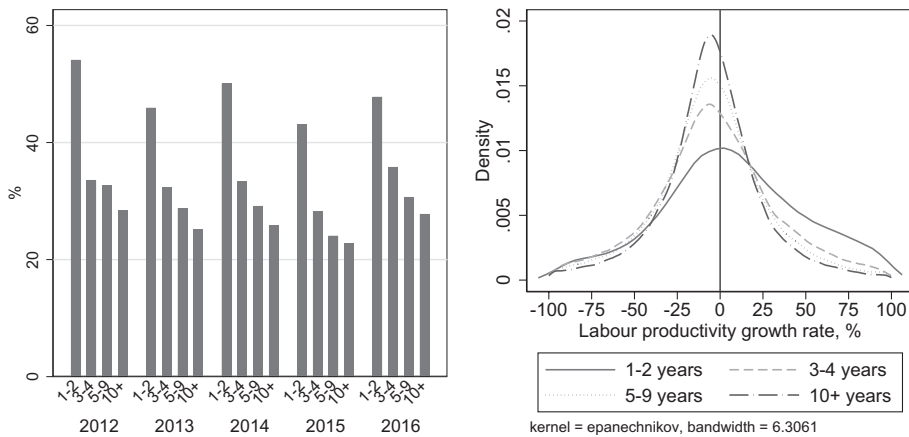 60
40
20
0
%
1-2 3-4 5-9 10+ 1-2 3-4 5-9 10+ 1-2 3-4 5-9 10+ 1-2 3-4 5-9 10+ 1-2 3-4 5-9 10+
2012 2013 2014 2015 2016
.02
.015
.01
.005
0
Density
-100 -75 -50 -25 0 25 50 75 100
Labour productivity growth rate, %
1-2 years 3-4 years
5-9 years 10+ years
kernel = epanechnikov, bandwidth = 6.3061